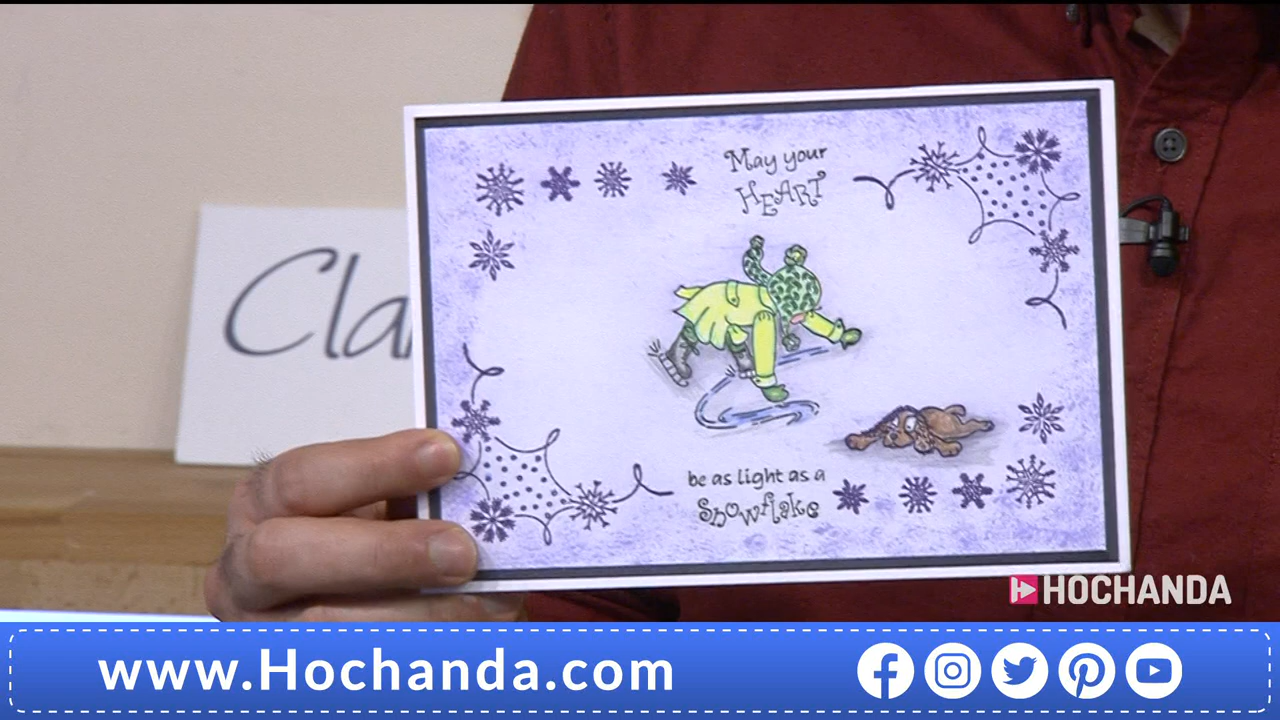 May your
HEART
Cla
be as light as a
Snowflake
HOCHANDA
www.Hochanda.com